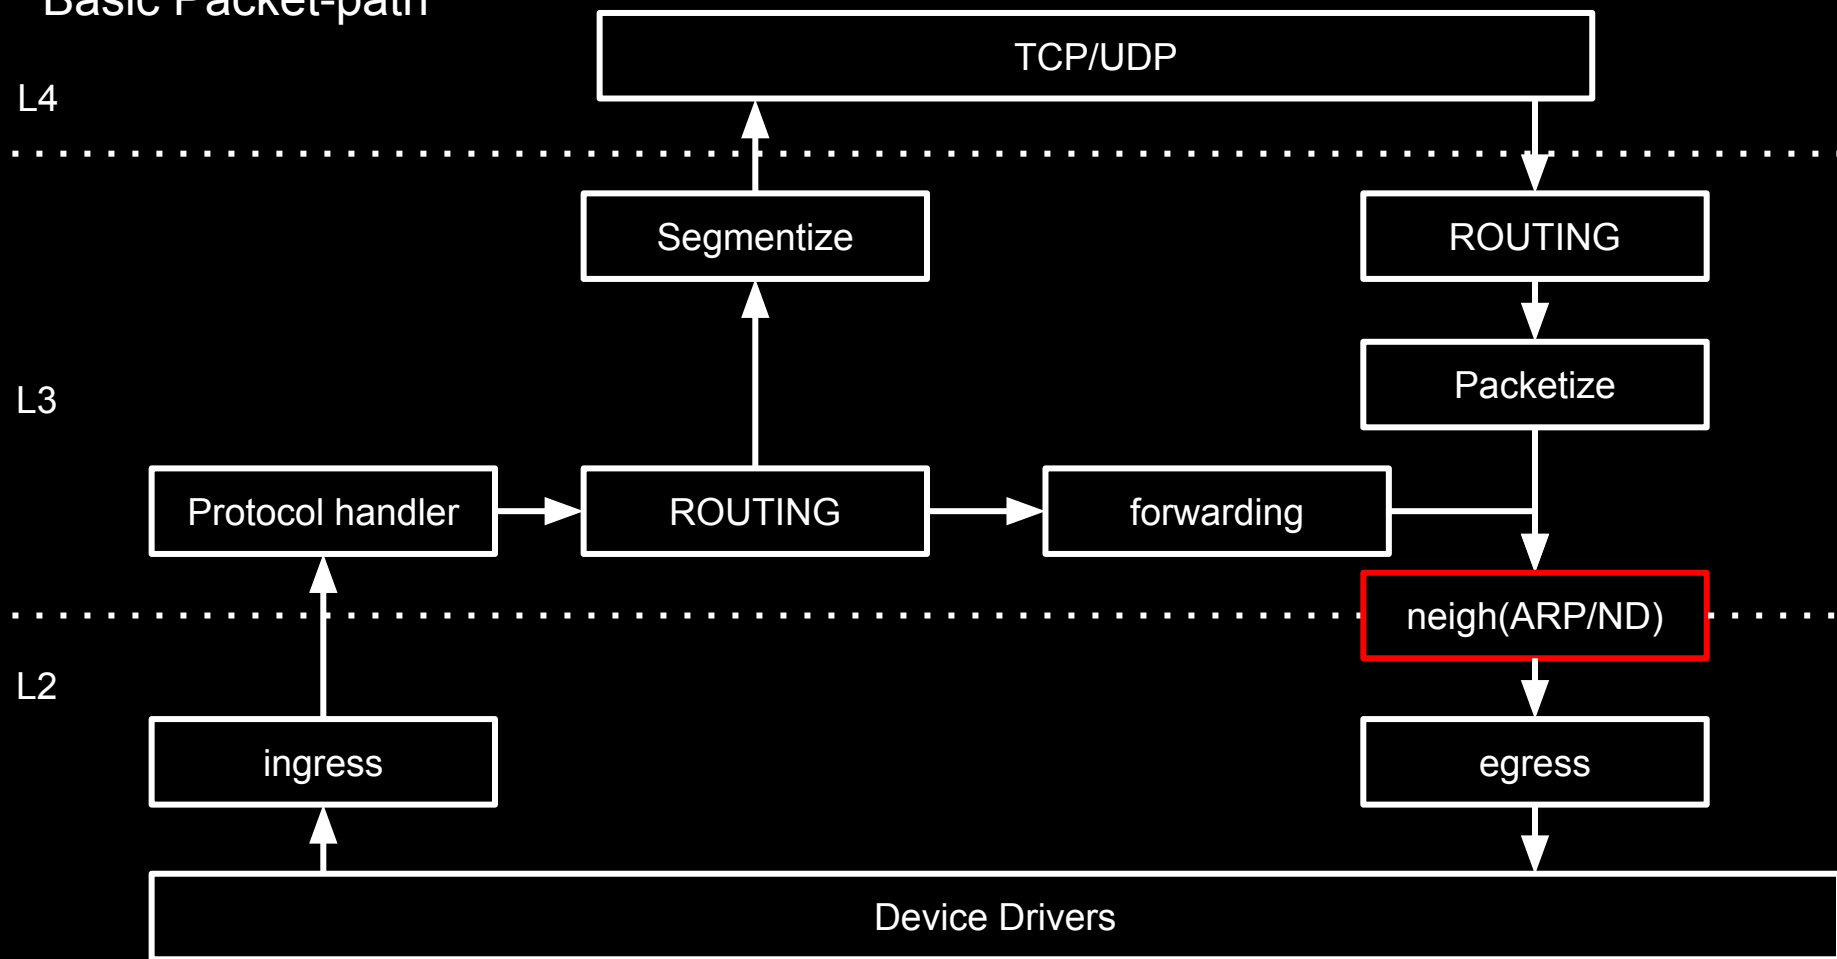 Basic Packet-path
TCP/UDP
L4
Segmentize
ROUTING
Packetize
L3
Protocol handler
ROUTING
forwarding
neigh(ARP/ND)
L2
ingress
egress
Device Drivers